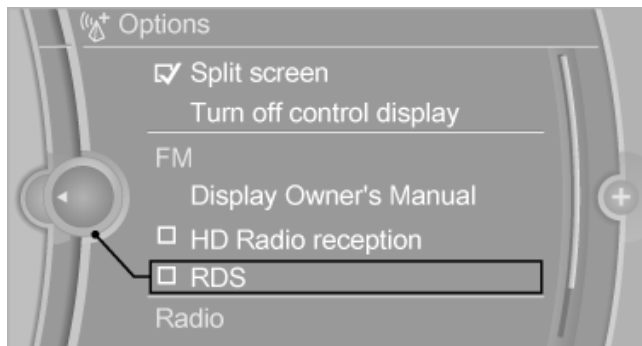 Options
Split screen
Turn off control display
FM
Display Owner's Manual
HD Radio reception
RDS
Radio